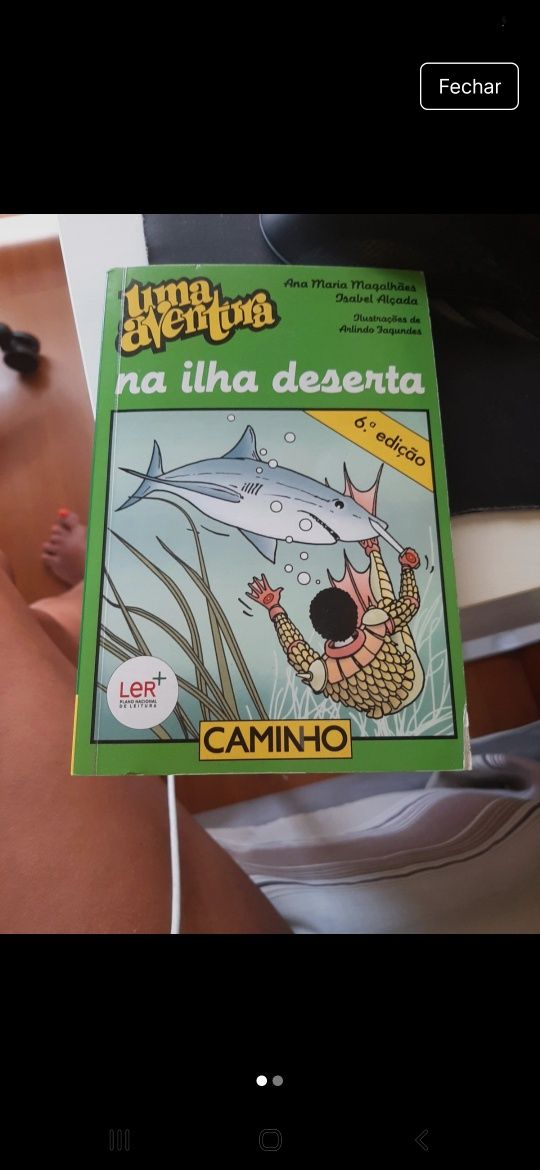 Fechar
uma
aventura
Ana Maria Magalhães
Isabel Alçada
Ilustrações de
Arlindo Fagundes
na ilha deserta
6.ª edição
LeR+
PLANO NACIONAL
DE LEITURA
CAMINHO